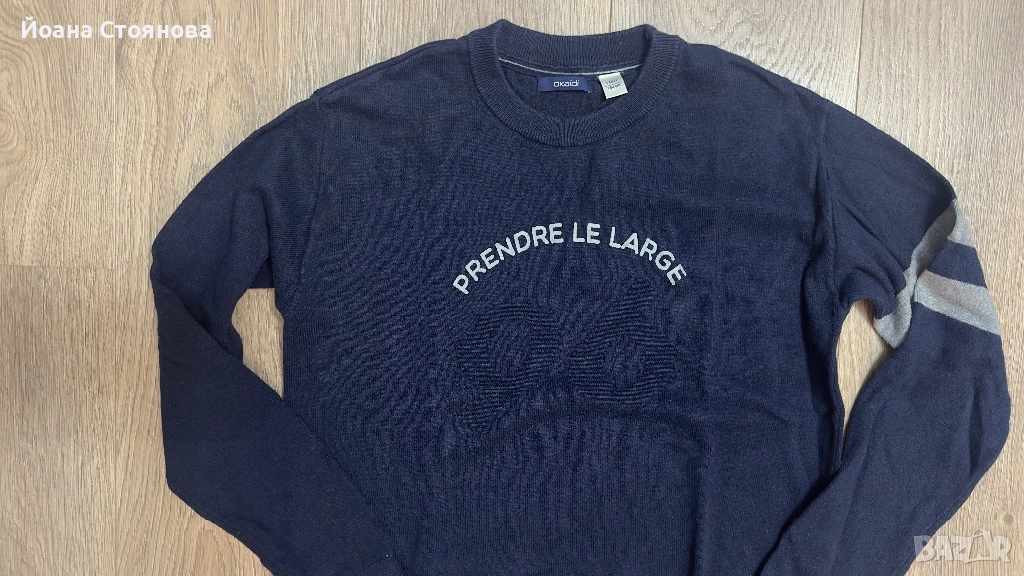 Йоана Стоянова
OKAIDI
PRENDRE LE LARGE
BAZAR